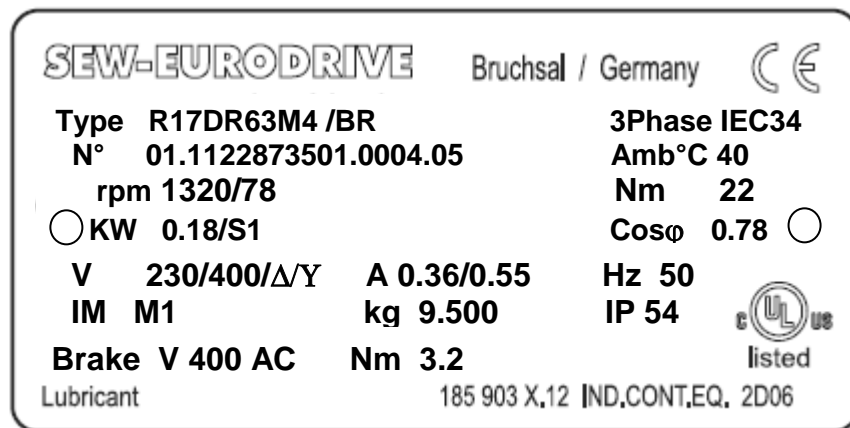 SEW-EURODRIVE Bruchsal / Germany CE
Type R17DR63M4 /BR 3Phase IEC34
N° 01.1122873501.0004.05 Amb°C 40
rpm 1320/78 Nm 22
KW 0.18/S1 Cosφ 0.78
V 230/400/Δ/Y A 0.36/0.55 Hz 50
IM M1 kg 9.500 IP 54
C UL US
Brake V 400 AC Nm 3.2 listed
Lubricant 185 903 X.12 IND.CONT.EQ. 2D06